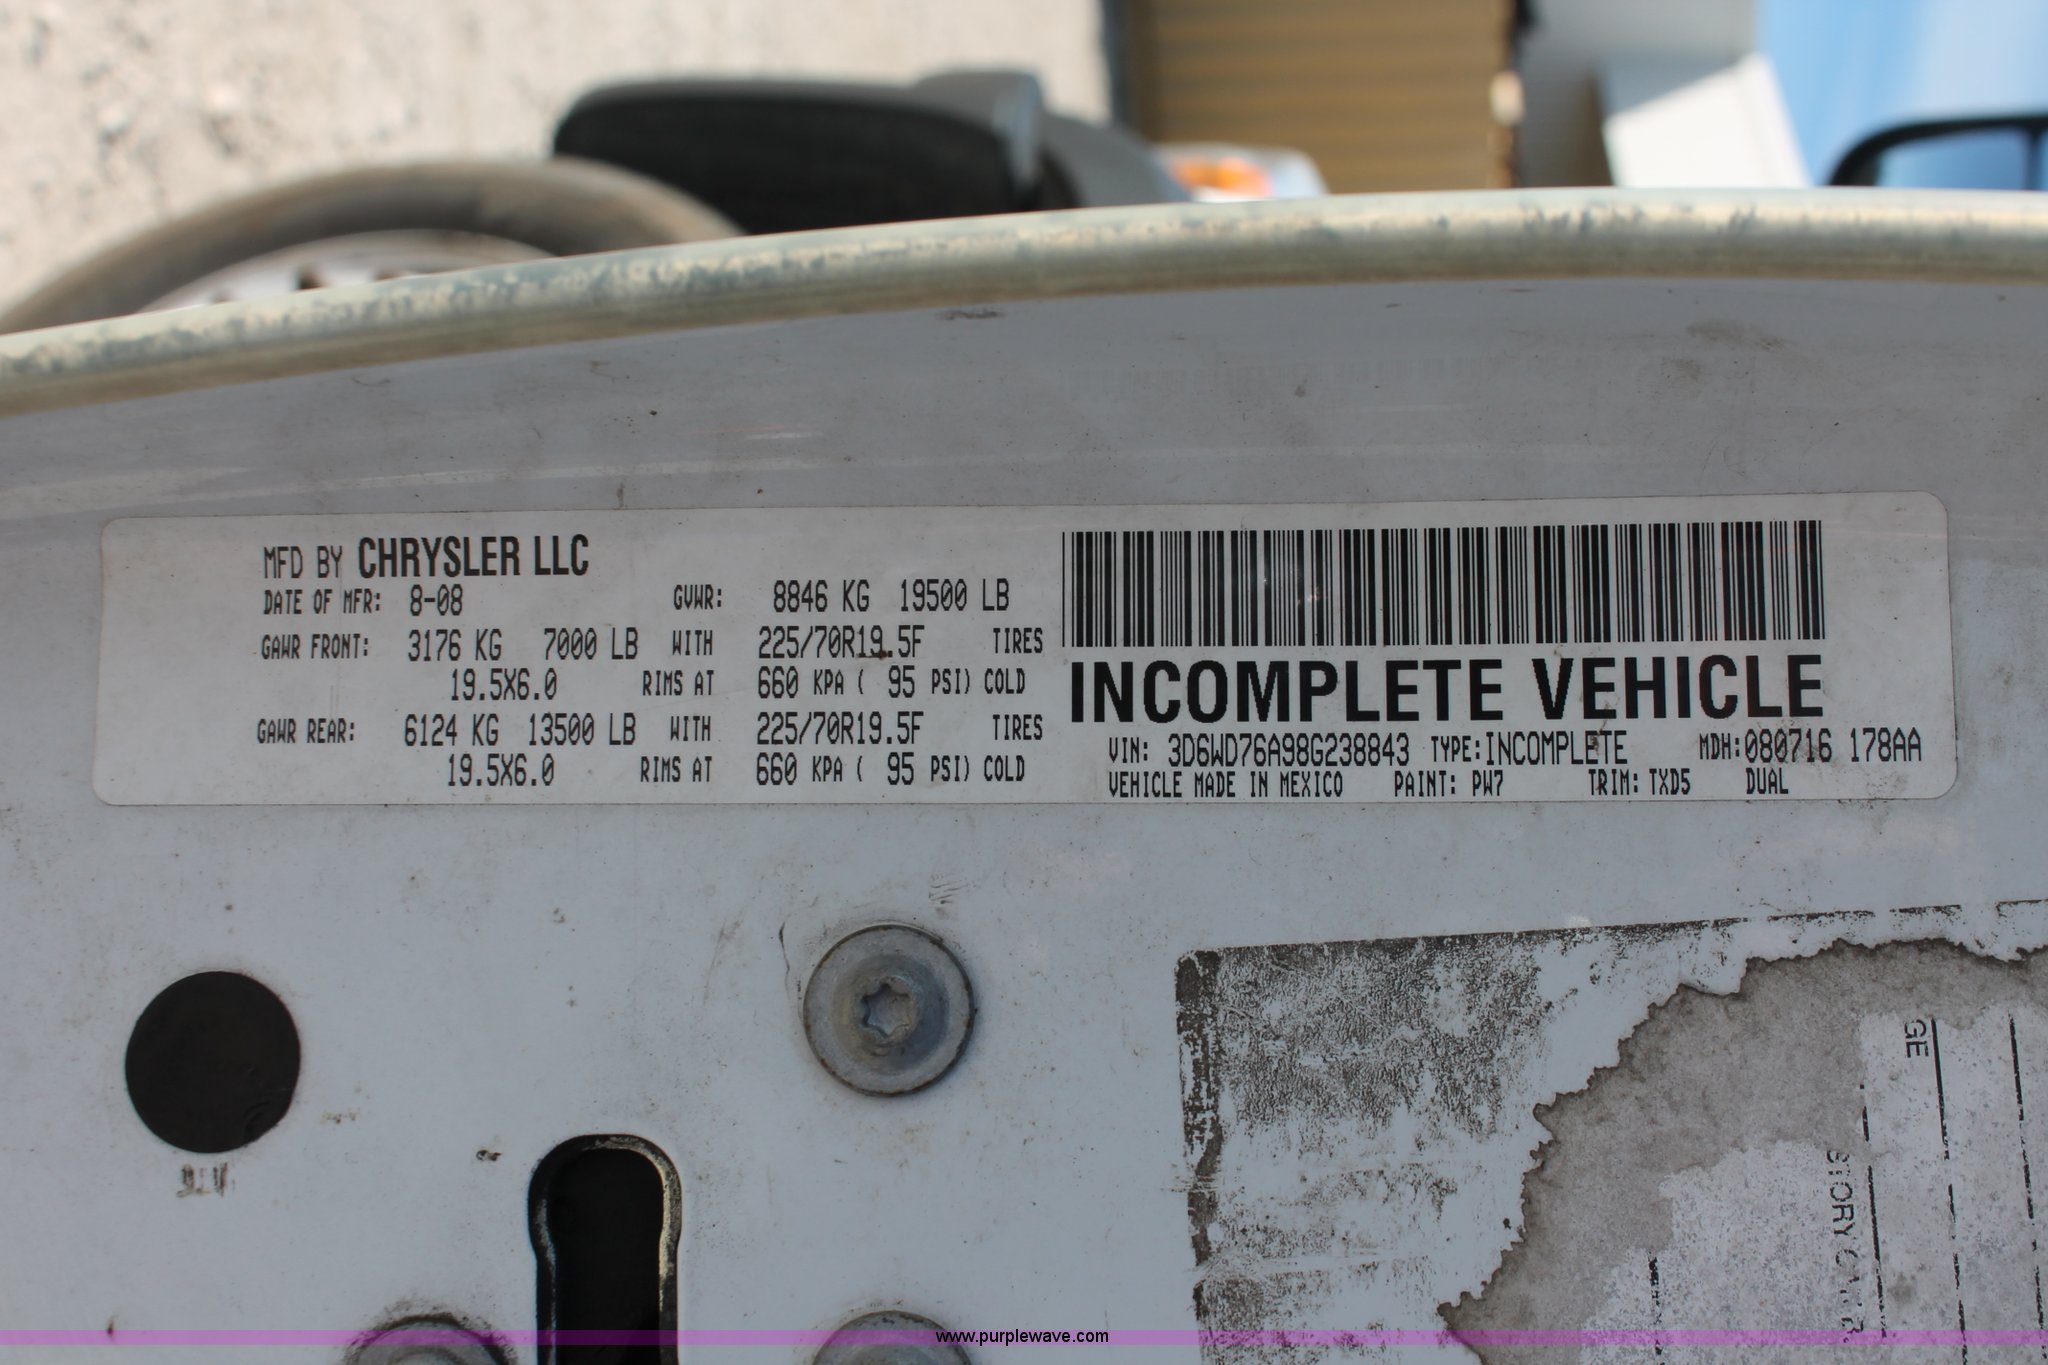 MFD BY CHRYSLER LLC
DATE OF MFR: 8-08 GVWR: 8846 KG 19500 LB
GAWR FRONT: 3176 KG 7000 LB WITH 225/70R19.5F TIRES
19.5X6.0 RIMS AT 660 KPA ( 95 PSI) COLD
GAWR REAR: 6124 KG 13500 LB WITH 225/70R19.5F TIRES
19.5X6.0 RIMS AT 660 KPA ( 95 PSI) COLD
INCOMPLETE VEHICLE
VIN: 3D6WD76A98G238843 TYPE:INCOMPLETE MDH:080716 178AA
VEHICLE MADE IN MEXICO PAINT: PW7 TRIM: TXD5 DUAL
www.purplewave.com